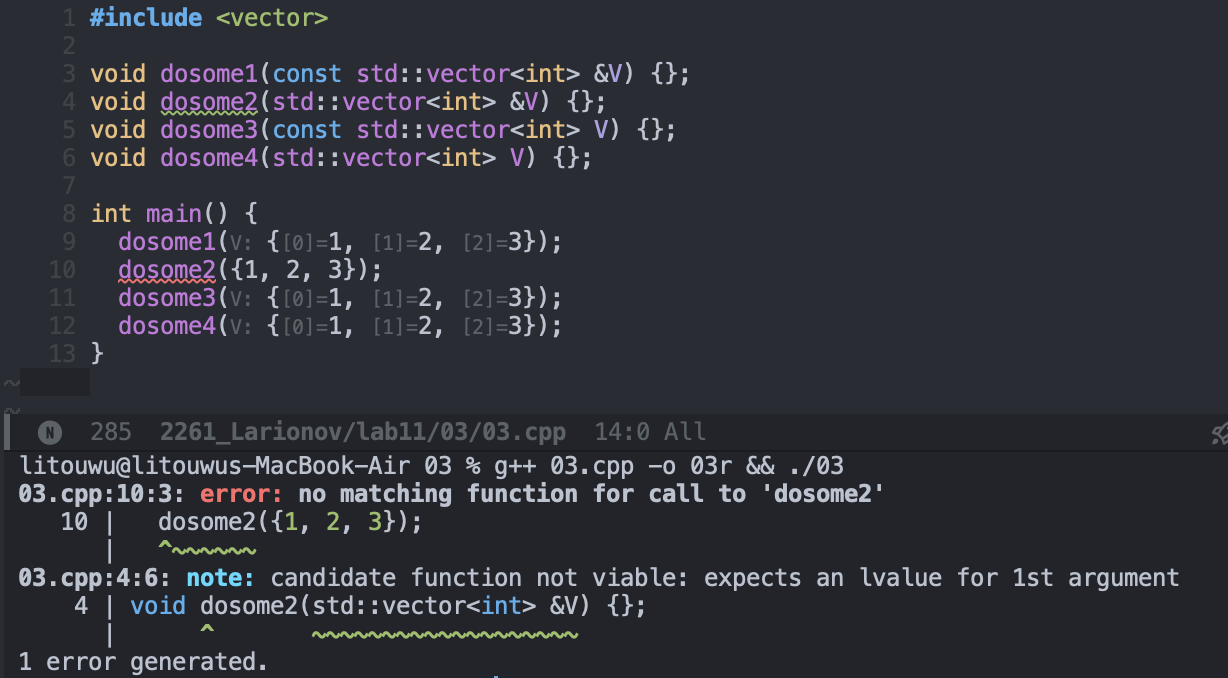 1 #include <vector>
2
3 void dosome1(const std::vector<int> &V) {};
4 void dosome2(std::vector<int> &V) {};
5 void dosome3(const std::vector<int> V) {};
6 void dosome4(std::vector<int> V) {};
7
8 int main() {
9   dosome1(V: {[0]=1, [1]=2, [2]=3});
10   dosome2({1, 2, 3});
11   dosome3(V: {[0]=1, [1]=2, [2]=3});
12   dosome4(V: {[0]=1, [1]=2, [2]=3});
13 }
~
~
N 285 2261_Larionov/lab11/03/03.cpp 14:0 All
litouwu@litouwus-MacBook-Air 03 % g++ 03.cpp -o 03r && ./03
03.cpp:10:3: error: no matching function for call to 'dosome2'
   10 |   dosome2({1, 2, 3});
      |   ^~~~~~~
03.cpp:4:6: note: candidate function not viable: expects an lvalue for 1st argument
    4 | void dosome2(std::vector<int> &V) {};
      |      ^       ~~~~~~~~~~~~~~~~~~~
1 error generated.